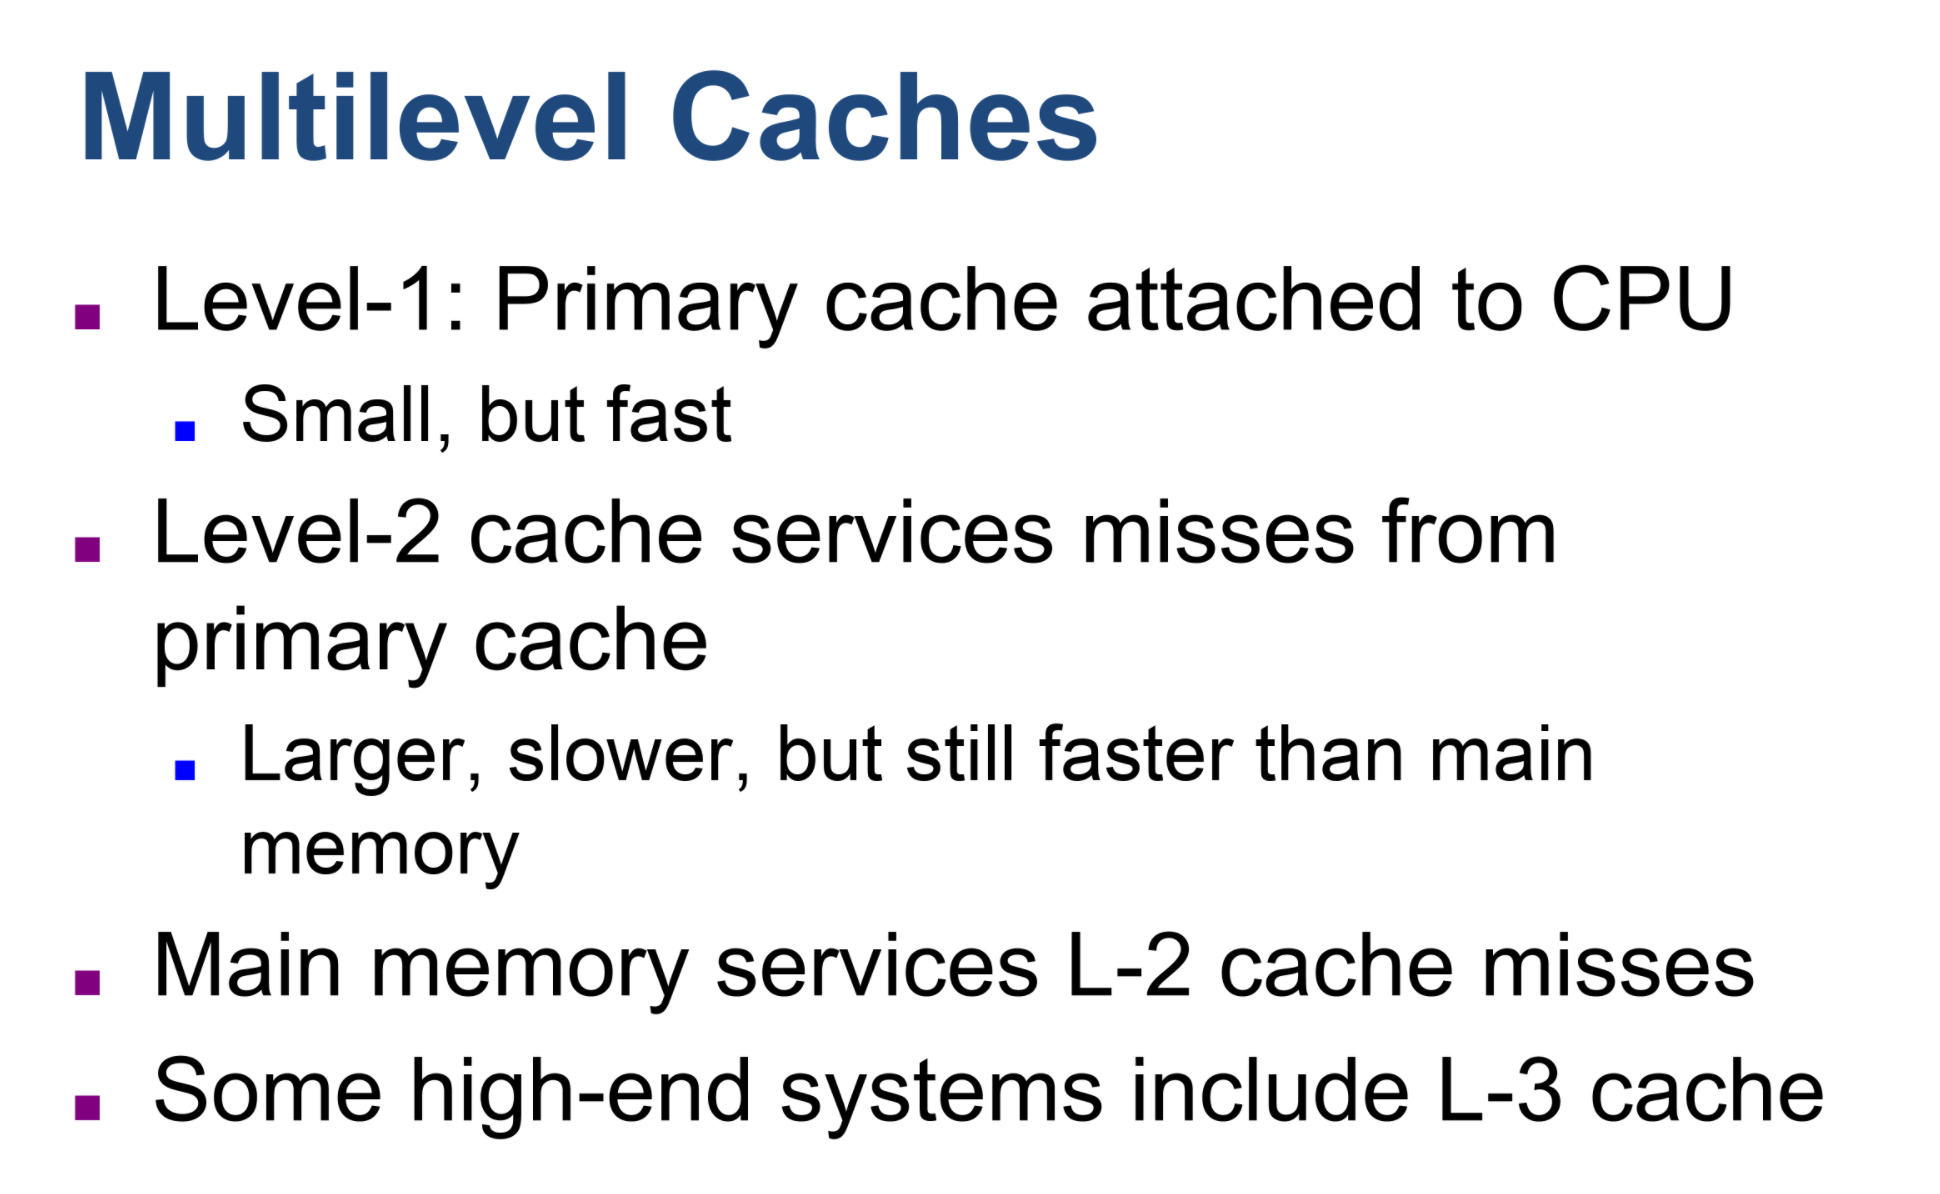 Multilevel Caches
Level-1: Primary cache attached to CPU
Small, but fast
Level-2 cache services misses from
primary cache
Larger, slower, but still faster than main
memory
Main memory services L-2 cache misses
Some high-end systems include L-3 cache